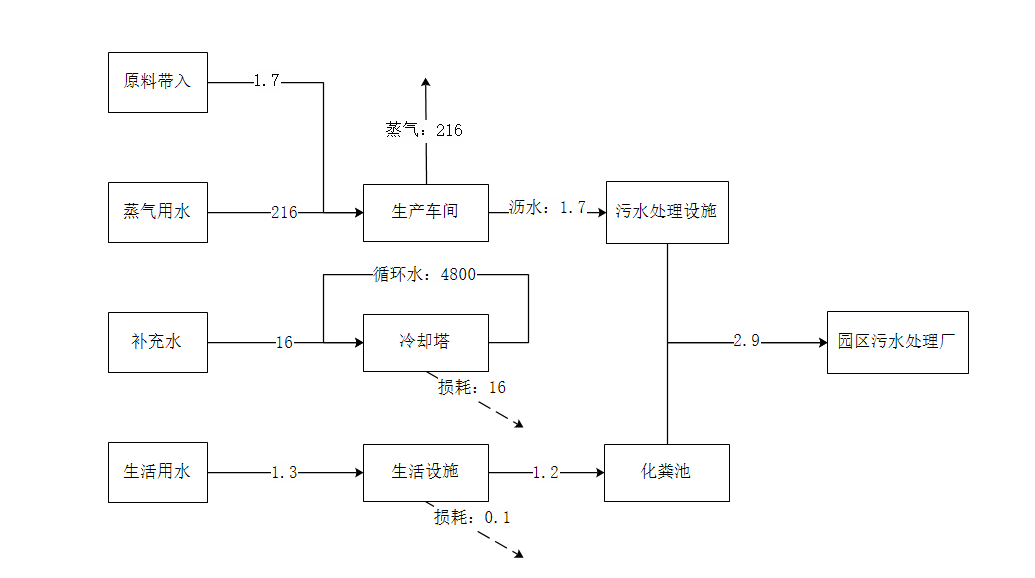 原料带入
1.7
蒸气：216
蒸气用水
216
生产车间
沥水：1.7
污水处理设施
循环水：4800
补充水
16
冷却塔
2.9
园区污水处理厂
损耗：16
生活用水
1.3
生活设施
1.2
化粪池
损耗：0.1